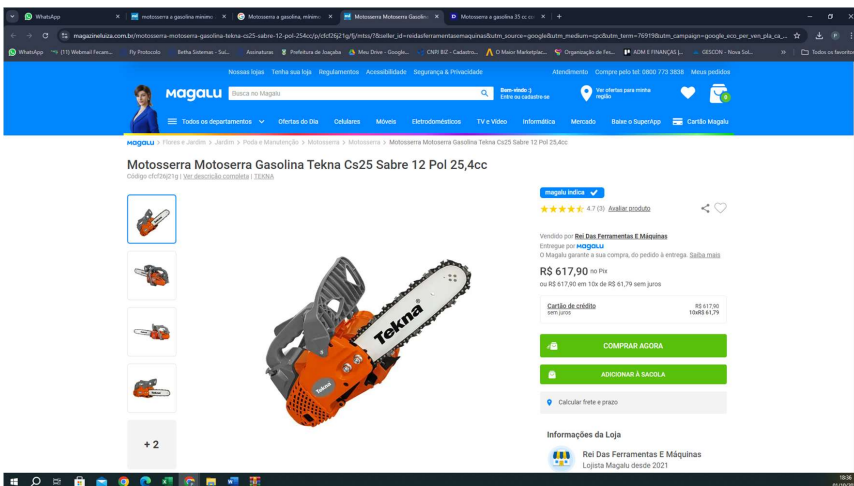 WhatsApp
motosserra a gasolina mínimo
Motosserra a gasolina, mínimo
Motosserra Motoserra Gasolina
Motosserra a gasolina 35 cc
magazineluiza.com.br/motosserra-motoserra-gasolina-tekna-cs25-sabre-12-pol-254cc/p/cfcf26j21g/fj/mtss/?&seller_id=reidasferramentasemaquinas&utm_source=google&utm_medium=cpc&utm_term=76919&utm_campaign=google_eco_per_ven_pla_ca_...
WhatsApp
(11) Webmail Fecam...
Fly Protocolo
Betha Sistemas - Sul...
Assinaturas
Prefeitura de Joaçaba
Meu Drive - Google...
CNPJ BIZ - Cadastro...
O Maior Marketplac...
Organização de Fes...
ADM E FINANÇAS (...
GESCON - Nova Sol...
Todos os favoritos
Nossas lojas Tenha sua loja Regulamentos Acessibilidade Segurança & Privacidade
Atendimento Compre pelo tel: 0800 773 3838 Meus pedidos
Magalu
Busca no Magalu
Bem-vindo :)
Entre ou cadastre-se
Ver ofertas para minha
região
0
Todos os departamentos
Ofertas do Dia
Celulares
Móveis
Eletrodomésticos
TV e Vídeo
Informática
Mercado
Baixe o SuperApp
Cartão Magalu
Magalu > Flores e Jardim > Jardim > Poda e Manutenção > Motosserra > Motosserra > Motosserra Motoserra Gasolina Tekna Cs25 Sabre 12 Pol 25,4cc
Motosserra Motoserra Gasolina Tekna Cs25 Sabre 12 Pol 25,4cc
Código cfcf26j21g | Ver descrição completa | TEKNA
magalu indica
4.7 (3) Avaliar produto
Vendido por Rei Das Ferramentas E Máquinas
Entregue por Magalu
O Magalu garante a sua compra, do pedido à entrega. Saiba mais
R$ 617,90 no Pix
ou R$ 617,90 em 10x de R$ 61,79 sem juros
Cartão de crédito
sem juros
R$ 617,90
10xR$ 61,79
COMPRAR AGORA
ADICIONAR À SACOLA
Calcular frete e prazo
Tekna
Tekna
+ 2
Informações da Loja
Rei Das Ferramentas E Máquinas
Lojista Magalu desde 2021
18:36